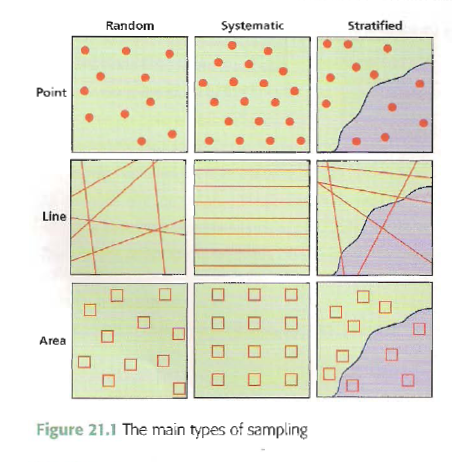 Random Systematic Stratified
Point
Line
Area
Figure 21.1 The main types of sampling